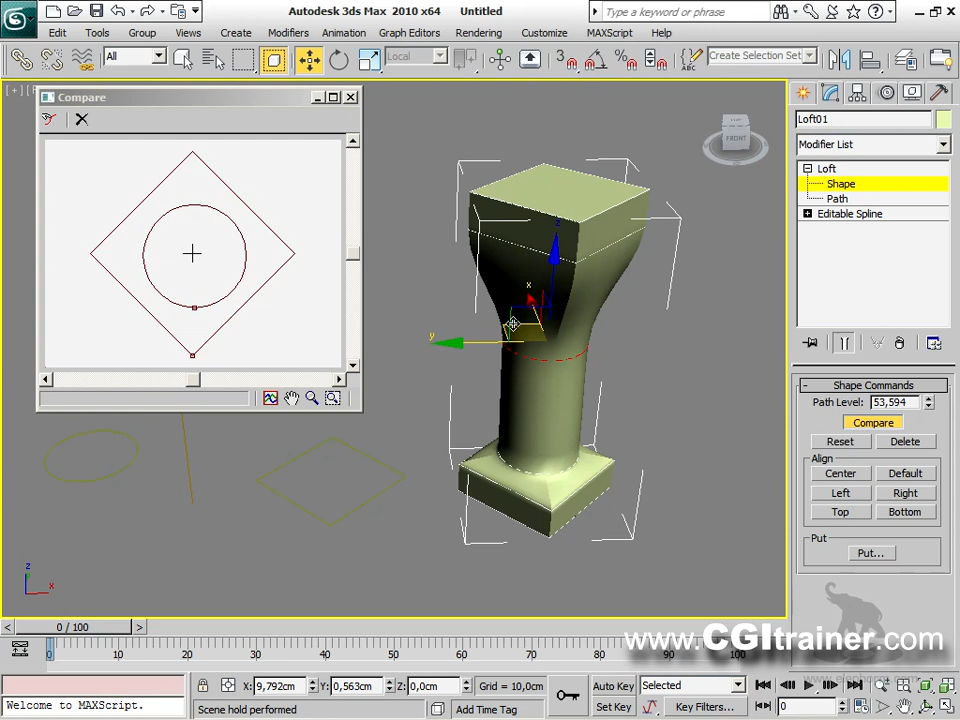 Autodesk 3ds Max 2010 x64 Untitled
Type a keyword or phrase
Edit Tools Group Views Create Modifiers Animation Graph Editors Rendering Customize MAXScript Help
All
Local
3
Create Selection Set
[ + ] [
Compare
FRONT
Loft01
Modifier List
Loft
Shape
Path
Editable Spline
z
x
y
Shape Commands
Path Level: 53,594
Compare
Reset Delete
Align
Center Default
Left Right
Top Bottom
Put
Put...
z
y
x
0 / 100
0 10 20 30 40 50 60 70 80 90 100
www.CGItrainer.com
X: 9,792cm Y: 0,563cm Z: 0,0cm Grid = 10,0cm Auto Key Selected
Welcome to MAXScript. Scene hold performed Add Time Tag Set Key Key Filters... 0